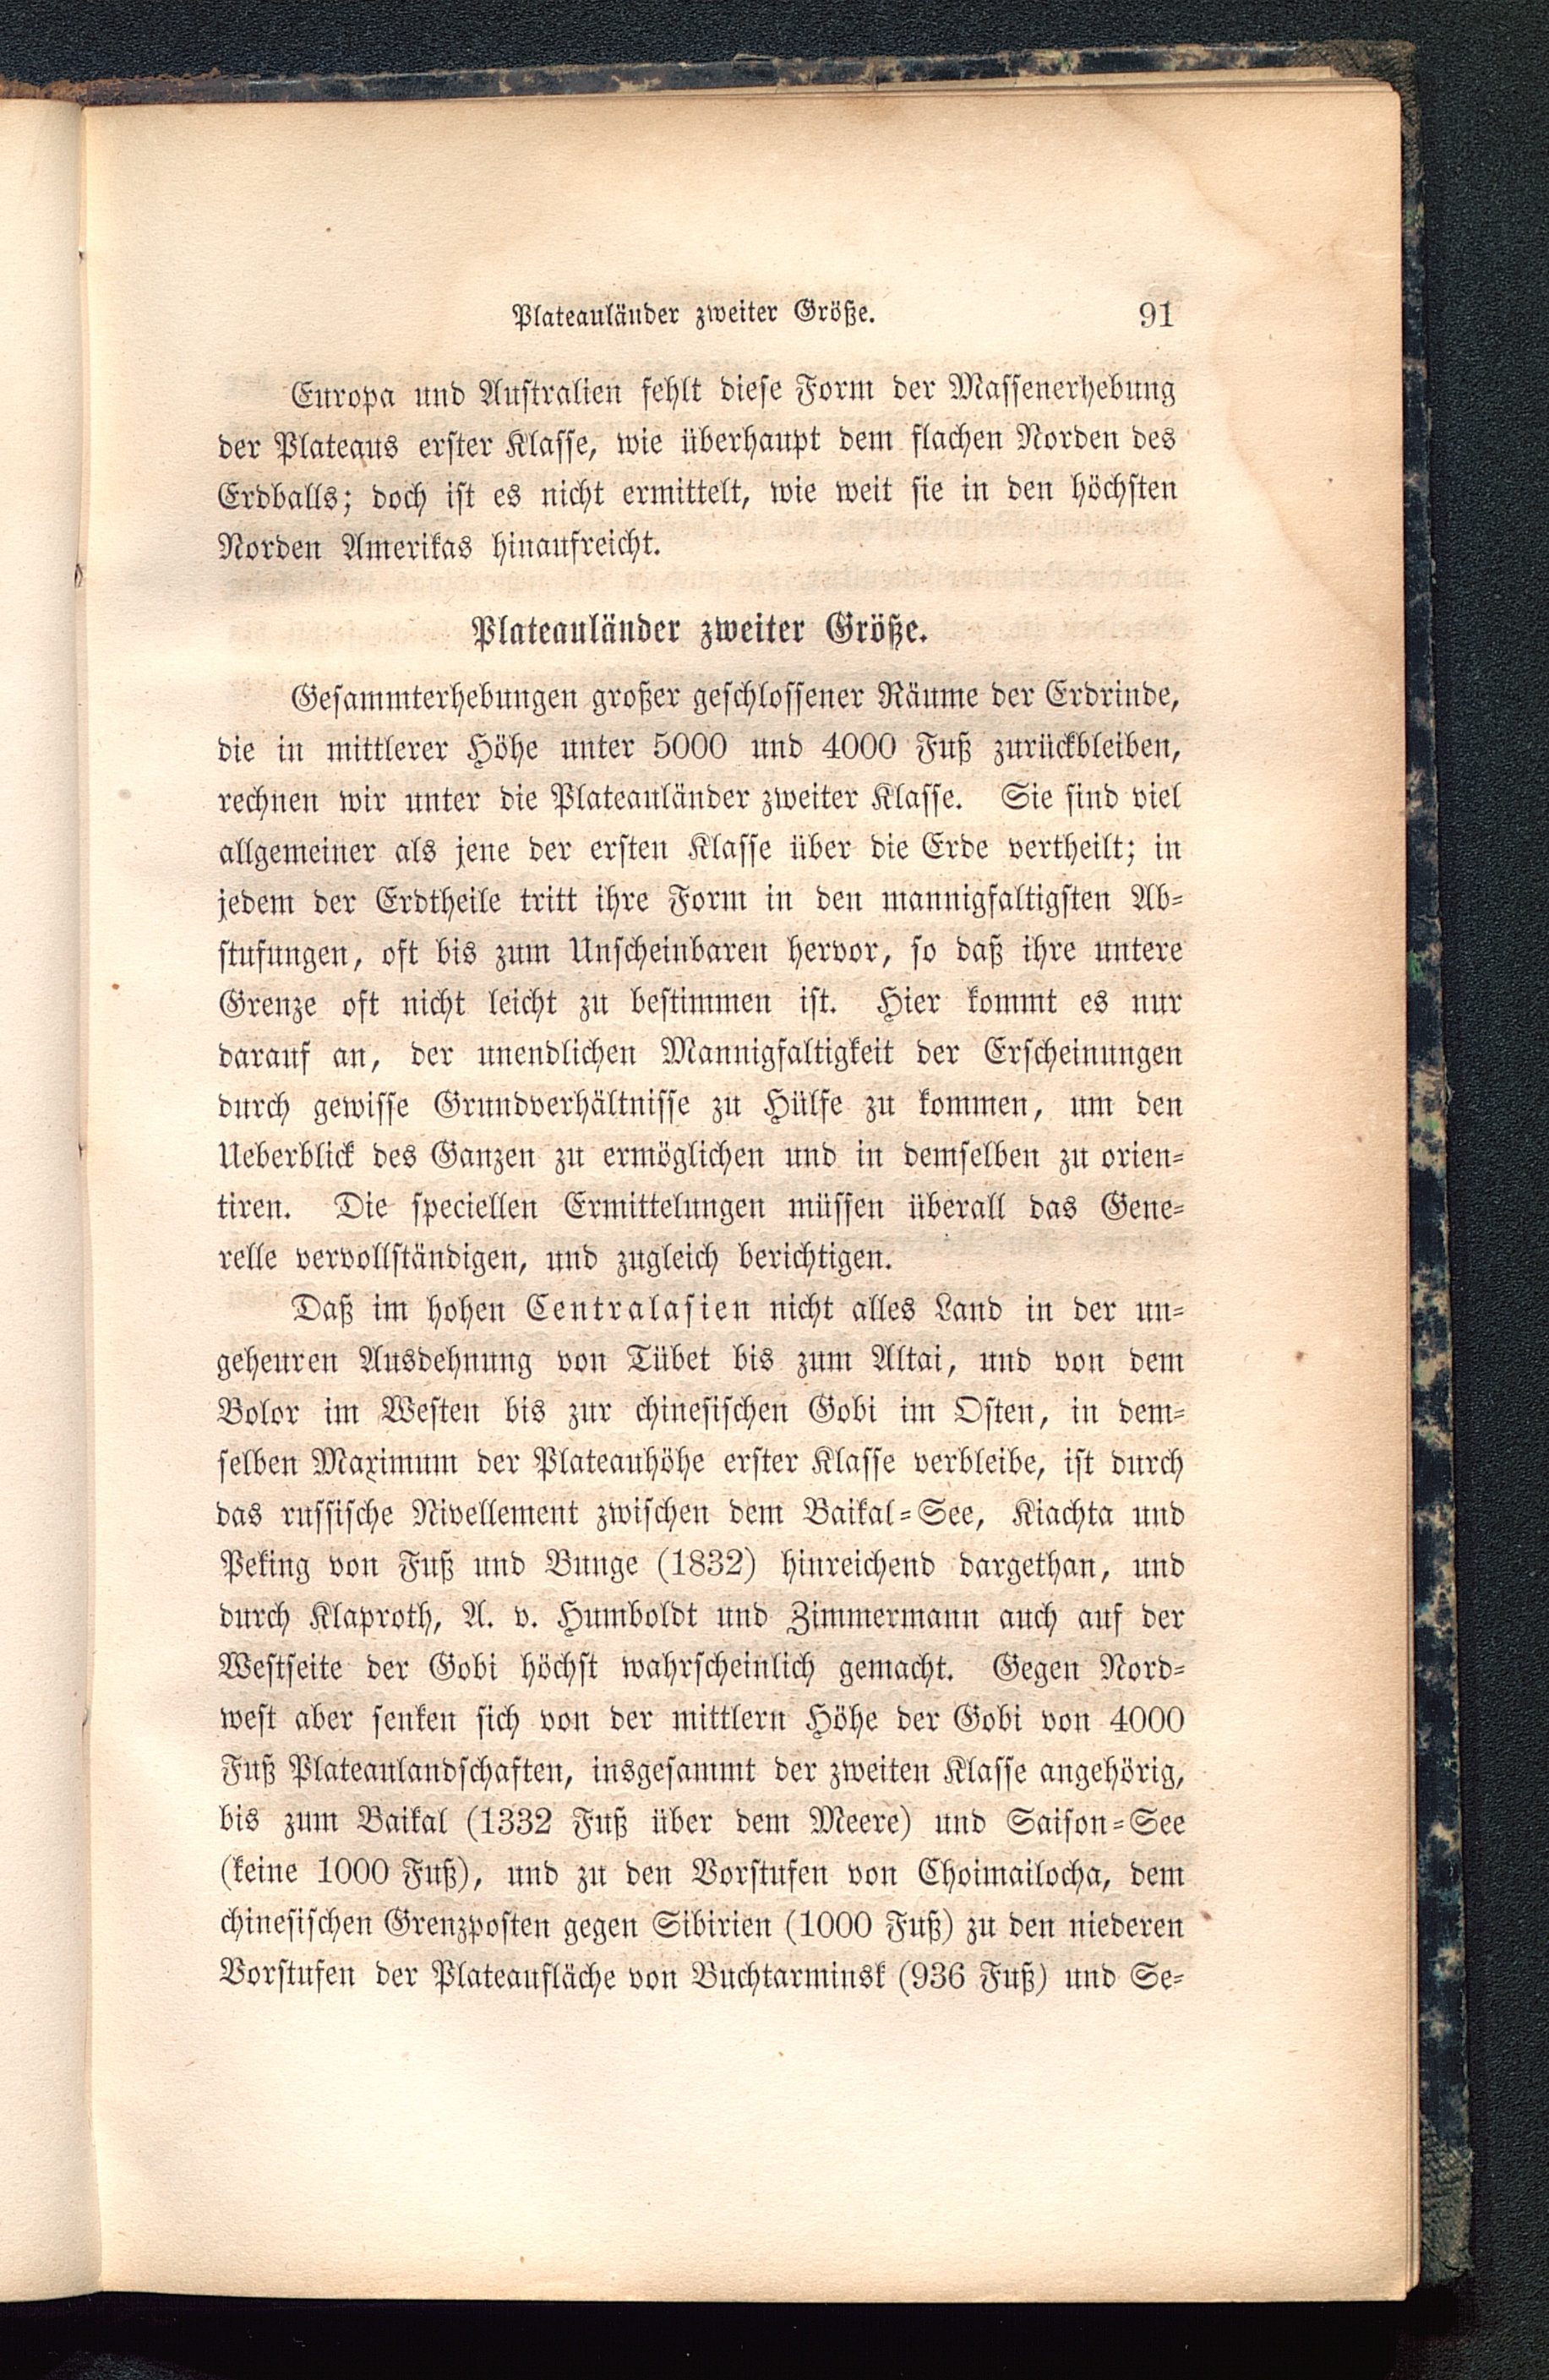 Plateauländer zweiter Größe. 91
Europa und Australien fehlt diese Form der Massenerhebung
der Plateaus erster Klasse, wie überhaupt dem flachen Norden des
Erdballs; doch ist es nicht ermittelt, wie weit sie in den höchsten
Norden Amerikas hinaufreicht.
Plateauländer zweiter Größe.
Gesammterhebungen großer geschlossener Räume der Erdrinde,
die in mittlerer Höhe unter 5000 und 4000 Fuß zurückbleiben,
rechnen wir unter die Plateauländer zweiter Klasse. Sie sind viel
allgemeiner als jene der ersten Klasse über die Erde vertheilt; in
jedem der Erdtheile tritt ihre Form in den mannigfaltigsten Ab-
stufungen, oft bis zum Unscheinbaren hervor, so daß ihre untere
Grenze oft nicht leicht zu bestimmen ist. Hier kommt es nur
darauf an, der unendlichen Mannigfaltigkeit der Erscheinungen
durch gewisse Grundverhältnisse zu Hülfe zu kommen, um den
Ueberblick des Ganzen zu ermöglichen und in demselben zu orien-
tiren. Die speciellen Ermittelungen müssen überall das Gene-
relle vervollständigen, und zugleich berichtigen.
Daß im hohen Centralasien nicht alles Land in der un-
geheuren Ausdehnung von Tübet bis zum Altai, und von dem
Bolor im Westen bis zur chinesischen Gobi im Osten, in dem-
selben Maximum der Plateauhöhe erster Klasse verbleibe, ist durch
das russische Nivellement zwischen dem Baikal-See, Kiachta und
Peking von Fuß und Bunge (1832) hinreichend dargethan, und
durch Klaproth, A. v. Humboldt und Zimmermann auch auf der
Westseite der Gobi höchst wahrscheinlich gemacht. Gegen Nord-
west aber senken sich von der mittlern Höhe der Gobi von 4000
Fuß Plateaulandschaften, insgesammt der zweiten Klasse angehörig,
bis zum Baikal (1332 Fuß über dem Meere) und Saison-See
(keine 1000 Fuß), und zu den Vorstufen von Choimailocha, dem
chinesischen Grenzposten gegen Sibirien (1000 Fuß) zu den niederen
Vorstufen der Plateaufläche von Buchtarminsk (936 Fuß) und Se-